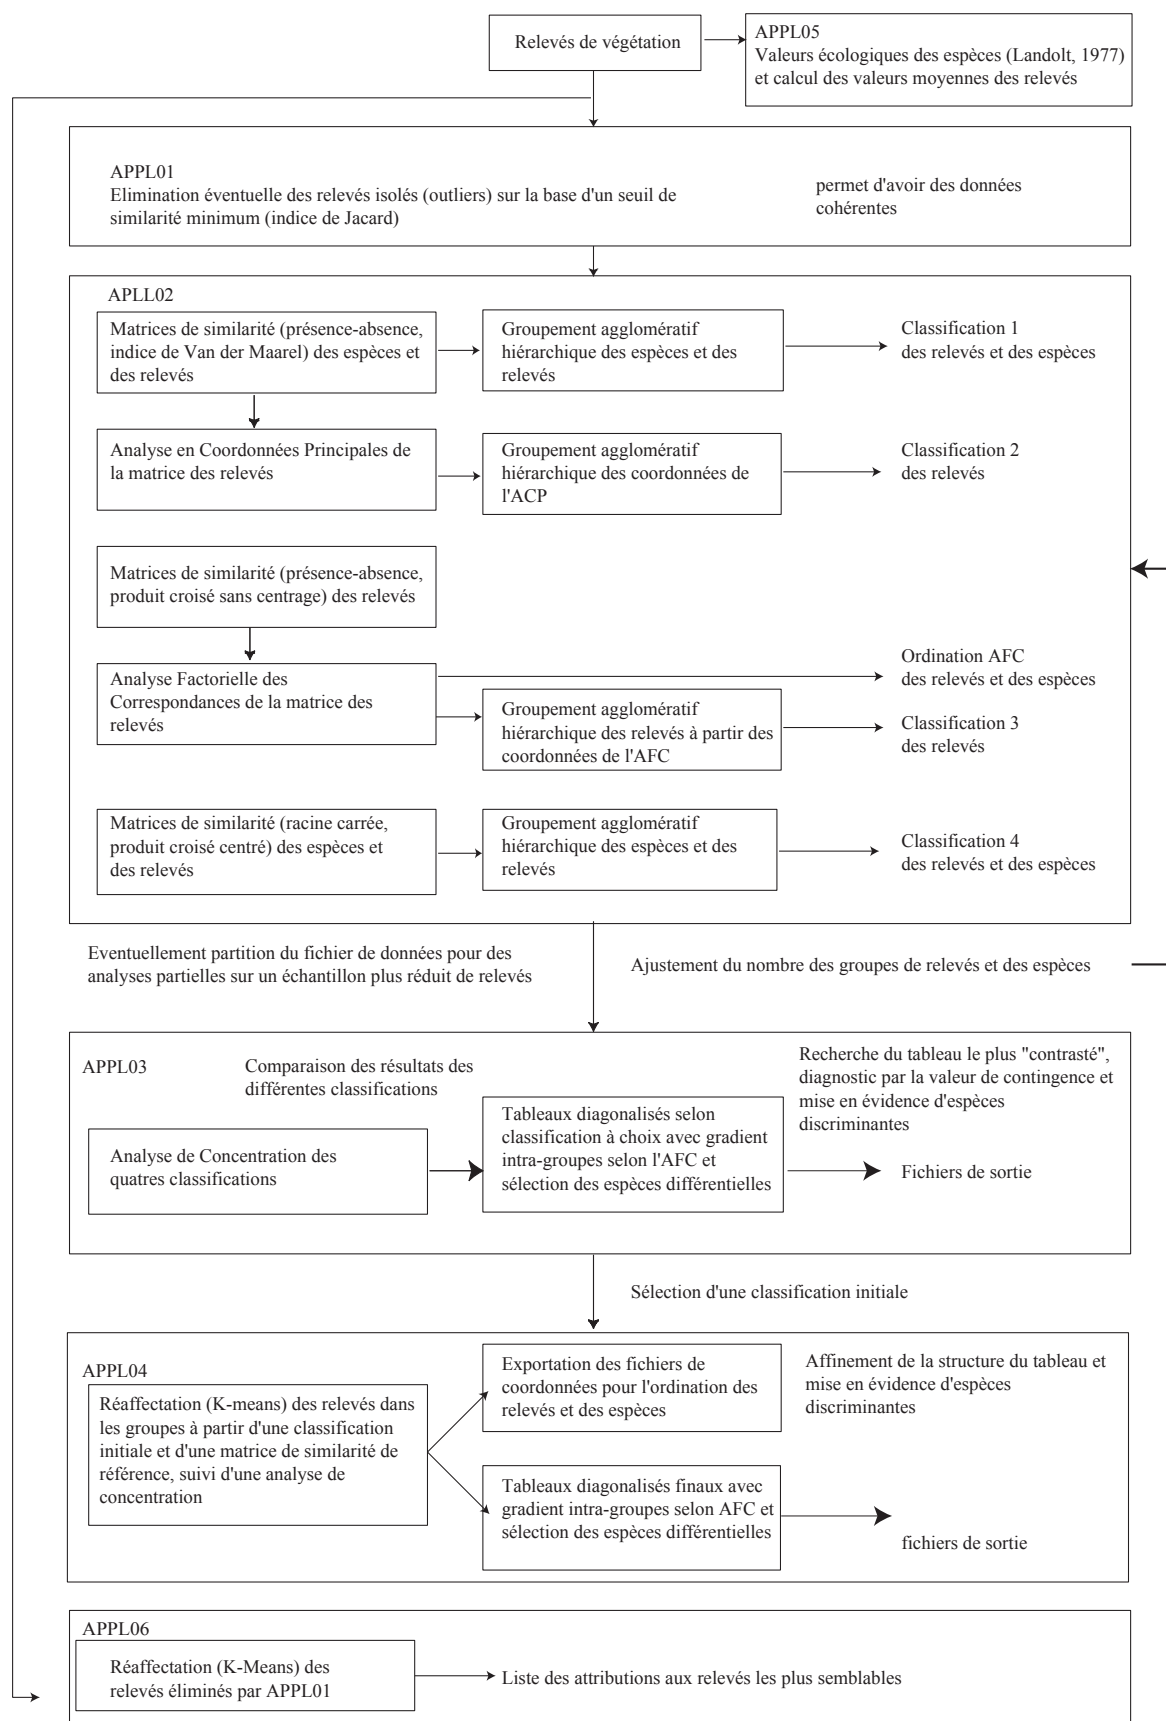 Relevés de végétation
APPL05
Valeurs écologiques des espèces (Landolt, 1977)
et calcul des valeurs moyennes des relevés
APPL01
Elimination éventuelle des relevés isolés (outliers) sur la base d'un seuil de
similarité minimum (indice de Jacard)
permet d'avoir des données
cohérentes
APLL02
Matrices de similarité (présence-absence,
indice de Van der Maarel) des espèces et
des relevés
Groupement agglomératif
hiérarchique des espèces et des
relevés
Classification 1
des relevés et des espèces
Analyse en Coordonnées Principales de
la matrice des relevés
Groupement agglomératif
hiérarchique des coordonnées de
l'ACP
Classification 2
des relevés
Matrices de similarité (présence-absence,
produit croisé sans centrage) des relevés
Analyse Factorielle des
Correspondances de la matrice des
relevés
Ordination AFC
des relevés et des espèces
Groupement agglomératif
hiérarchique des relevés à partir des
coordonnées de l'AFC
Classification 3
des relevés
Matrices de similarité (racine carrée,
produit croisé centré) des espèces et
des relevés
Groupement agglomératif
hiérarchique des espèces et des
relevés
Classification 4
des relevés et des espèces
Eventuellement partition du fichier de données pour des
analyses partielles sur un échantillon plus réduit de relevés
Ajustement du nombre des groupes de relevés et des espèces
APPL03
Comparaison des résultats des
différentes classifications
Recherche du tableau le plus "contrasté",
diagnostic par la valeur de contingence et
mise en évidence d'espèces
discriminantes
Analyse de Concentration des
quatres classifications
Tableaux diagonalisés selon
classification à choix avec gradient
intra-groupes selon l'AFC et
sélection des espèces différentielles
Fichiers de sortie
Sélection d'une classification initiale
APPL04
Réaffectation (K-means) des relevés dans
les groupes à partir d'une classification
initiale et d'une matrice de similarité de
référence, suivi d'une analyse de
concentration
Exportation des fichiers de
coordonnées pour l'ordination des
relevés et des espèces
Affinement de la structure du tableau et
mise en évidence d'espèces
discriminantes
Tableaux diagonalisés finaux avec
gradient intra-groupes selon AFC et
sélection des espèces différentielles
fichiers de sortie
APPL06
Réaffectation (K-Means) des
relevés éliminés par APPL01
Liste des attributions aux relevés les plus semblables